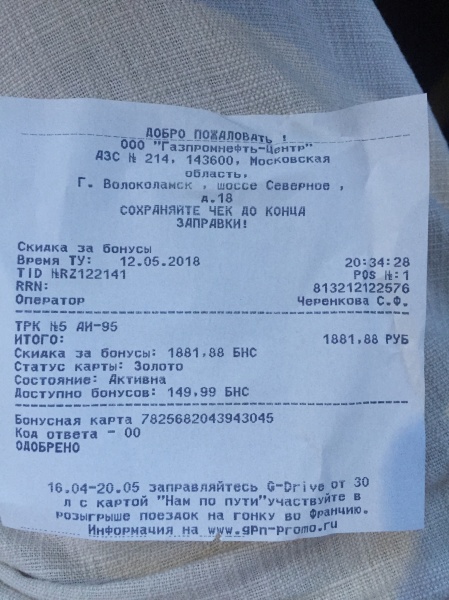 ДОБРО ПОЖАЛОВАТЬ !
ООО "Газпромнефть-Центр"
АЗС № 214, 143600, Московская
область,
Г. Волоколамск , шоссе Северное ,
д.18
СОХРАНЯЙТЕ ЧЕК ДО КОНЦА
ЗАПРАВКИ!
Скидка за бонусы
Время ТУ: 12.05.2018 20:34:28
TID №RZ122141 POS №:1
RRN: 813212122576
Оператор Черенкова С.Ф.
ТРК №5 АИ-95
ИТОГО: 1881,88 РУБ
Скидка за бонусы: 1881,88 БНС
Статус карты: Золото
Состояние: Активна
Доступно бонусов: 149,99 БНС
Бонусная карта 7825682043943045
Код ответа - 00
ОДОБРЕНО
16.04-20.05 заправляйтесь G-Drive от 30
л с картой "Нам по пути"участвуйте в
розыгрыше поездок на гонку во Францию.
Информация на www.gpn-promo.ru